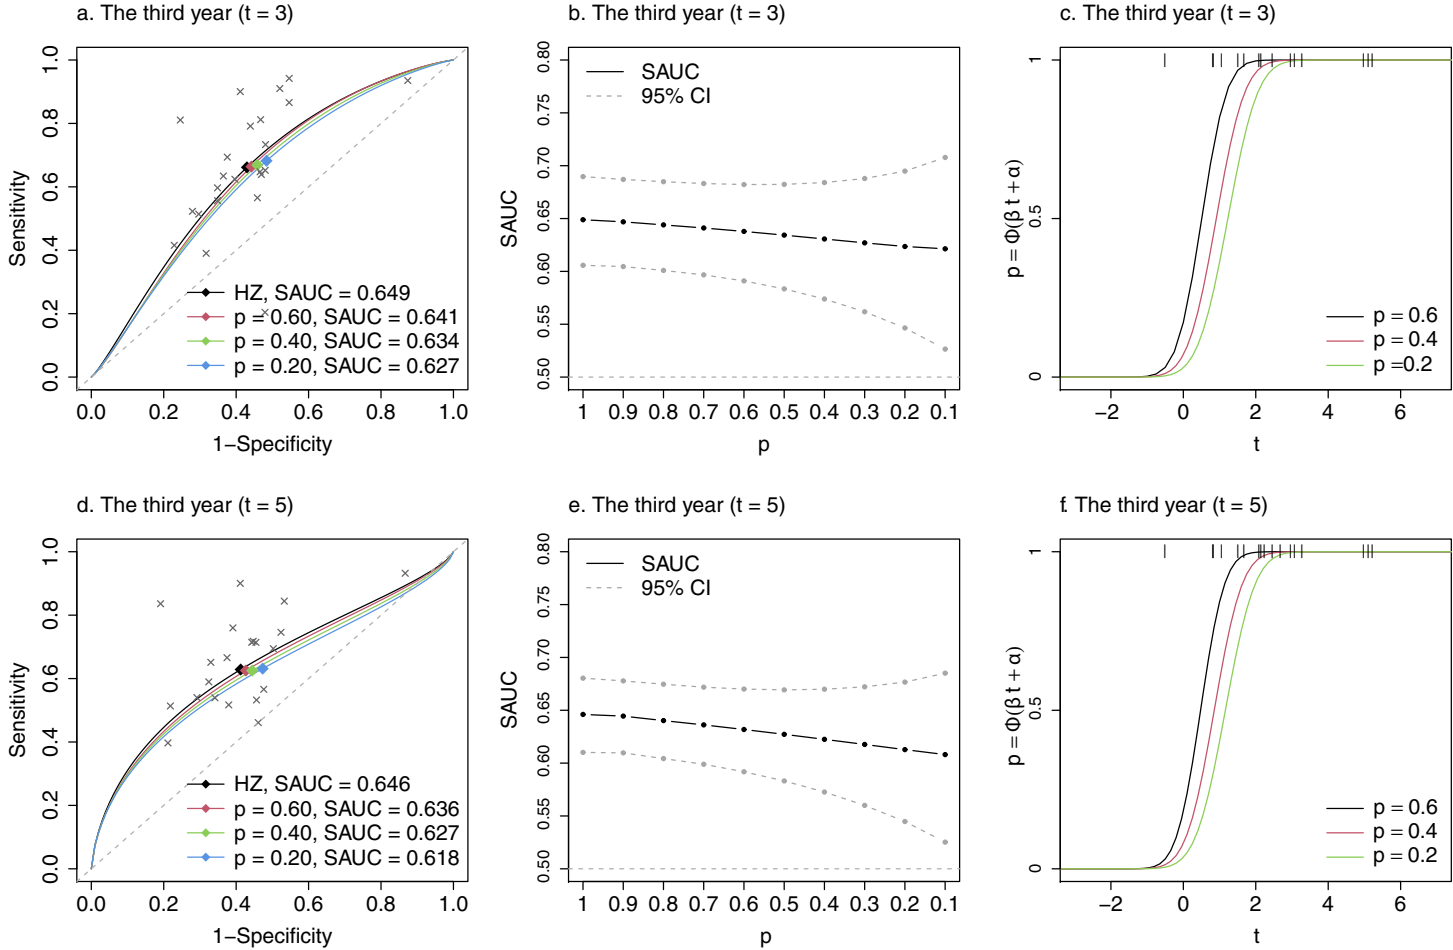 a. The third year (t = 3)
Sensitivity
0.0 0.2 0.4 0.6 0.8 1.0
HZ, SAUC = 0.649
p = 0.60, SAUC = 0.641
p = 0.40, SAUC = 0.634
p = 0.20, SAUC = 0.627
0.0 0.2 0.4 0.6 0.8 1.0
1−Specificity
b. The third year (t = 3)
SAUC
0.50 0.55 0.60 0.65 0.70 0.75 0.80
SAUC
95% CI
1 0.9 0.8 0.7 0.6 0.5 0.4 0.3 0.2 0.1
p
c. The third year (t = 3)
p = Φ(β t + α)
0 0.5 1
p = 0.6
p = 0.4
p =0.2
−2 0 2 4 6
t
d. The third year (t = 5)
Sensitivity
0.0 0.2 0.4 0.6 0.8 1.0
HZ, SAUC = 0.646
p = 0.60, SAUC = 0.636
p = 0.40, SAUC = 0.627
p = 0.20, SAUC = 0.618
0.0 0.2 0.4 0.6 0.8 1.0
1−Specificity
e. The third year (t = 5)
SAUC
0.50 0.55 0.60 0.65 0.70 0.75 0.80
SAUC
95% CI
1 0.9 0.8 0.7 0.6 0.5 0.4 0.3 0.2 0.1
p
f. The third year (t = 5)
p = Φ(β t + α)
0 0.5 1
p = 0.6
p = 0.4
p = 0.2
−2 0 2 4 6
t